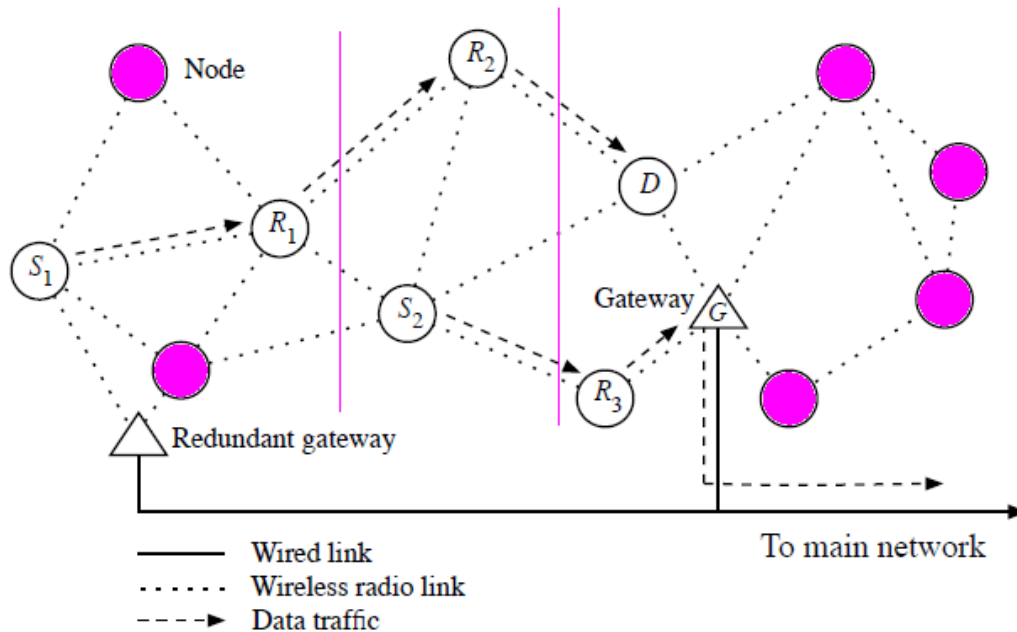 Node
R2
R1
D
S1
S2
Gateway
G
R3
Redundant gateway
To main network
Wired link
Wireless radio link
Data traffic